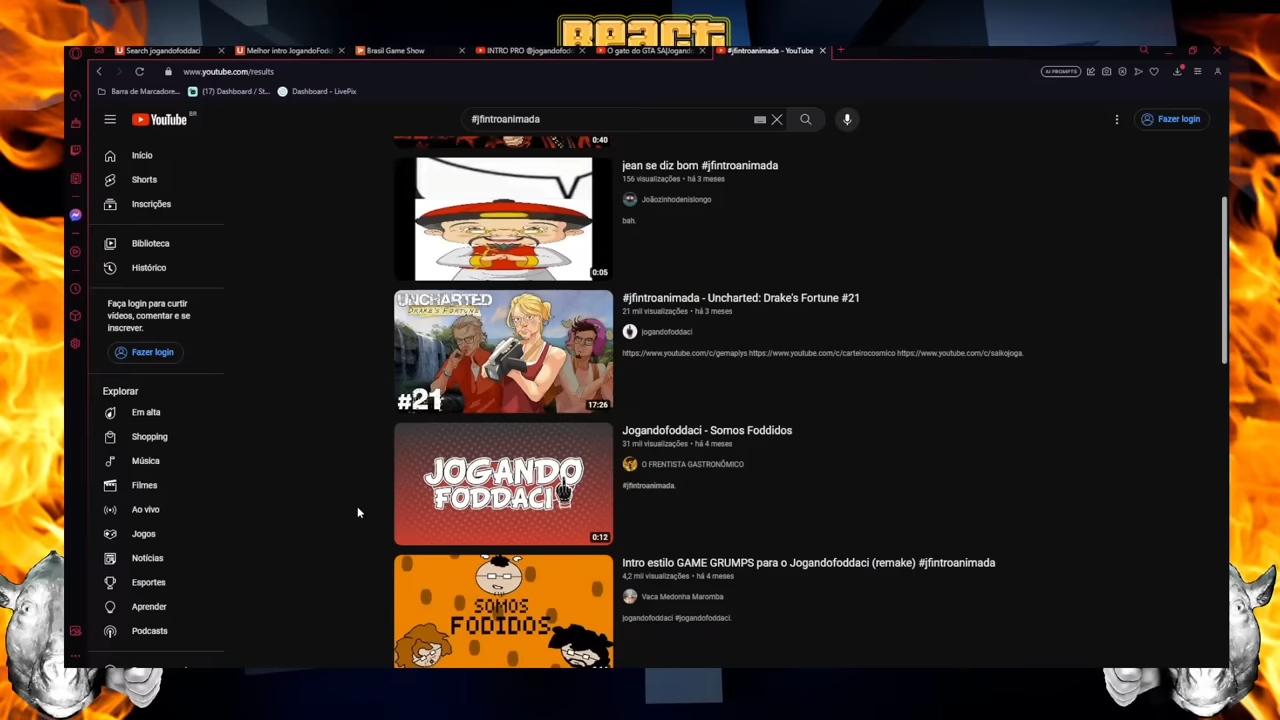 React
Search jogandofoddaci
Melhor intro JogandoFodd
Brasil Game Show
INTRO PRO @jogandofodd
O gato do GTA SA|Jogand
#jfintroanimada - YouTube
www.youtube.com/results
AI PROMPTS
Barra de Marcadore...
(17) Dashboard / St...
Dashboard - LivePix
YouTube BR
#jfintroanimada
Fazer login
0:40
Início
Shorts
Inscrições
Biblioteca
Histórico
Faça login para curtir
vídeos, comentar e se
inscrever.
Fazer login
Explorar
Em alta
Shopping
Música
Filmes
Ao vivo
Jogos
Notícias
Esportes
Aprender
Podcasts
0:05
jean se diz bom #jfintroanimada
156 visualizações • há 3 meses
Joãozinhodenislongo
bah.
UNCHARTED
DRAKE'S FORTUNE
#21
17:26
#jfintroanimada - Uncharted: Drake's Fortune #21
21 mil visualizações • há 3 meses
jogandofoddaci
https://www.youtube.com/c/gemaplys https://www.youtube.com/c/carteirocosmico https://www.youtube.com/c/saikojoga.
JOGANDO
FODDACI
0:12
Jogandofoddaci - Somos Foddidos
31 mil visualizações • há 4 meses
O FRENTISTA GASTRONÔMICO
#jfintroanimada.
SOMOS
FODIDOS
Intro estilo GAME GRUMPS para o Jogandofoddaci (remake) #jfintroanimada
4,2 mil visualizações • há 4 meses
Vaca Medonha Maromba
jogandofoddaci #jogandofoddaci.